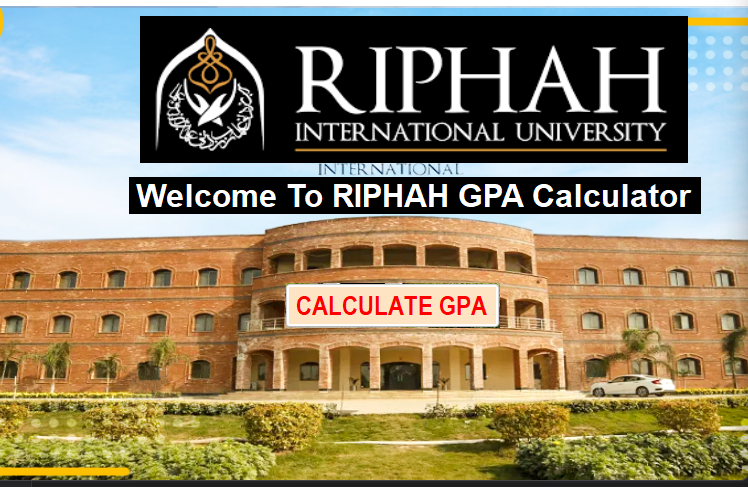 RIPHAH
INTERNATIONAL UNIVERSITY
INTERNATIONAL
Welcome To RIPHAH GPA Calculator
CALCULATE GPA